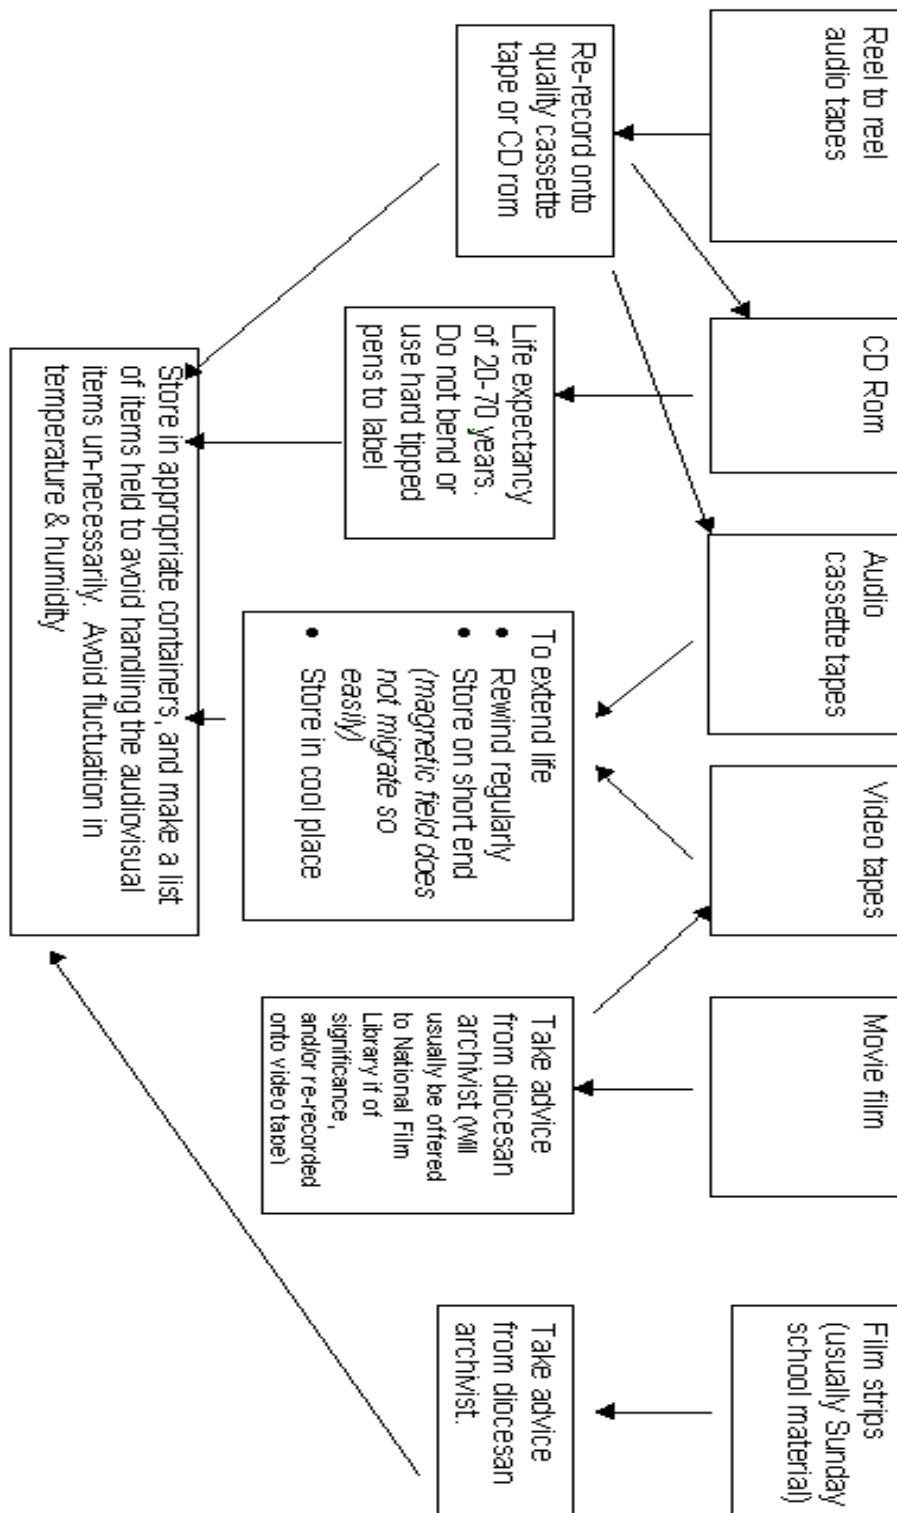 Reel to reel
audio tapes
CD Rom
Audio
cassette tapes
Video tapes
Movie film
Film strips
(usually Sunday
school material)
Re-record onto
quality cassette
tape or CD rom
Life expectancy
of 20-70 years.
Do not bend or
use hard tipped
pens to label
To extend life
• Rewind regularly
• Store on short end
(magnetic field does
not migrate so
easily)
• Store in cool place
Take advice
from diocesan
archivist (Will
usually be offered
to National Film
Library if of
significance,
and/or re-recorded
onto video tape)
Take advice
from diocesan
archivist.
Store in appropriate containers, and make a list
of items held to avoid handling the audiovisual
items un-necessarily. Avoid fluctuation in
temperature & humidity